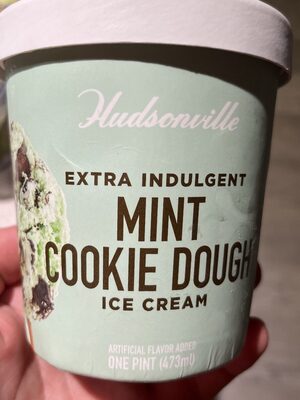 Hudsonville
EXTRA INDULGENT
MINT
COOKIE DOUGH
ICE CREAM
ARTIFICIAL FLAVOR ADDED
ONE PINT (473ml)